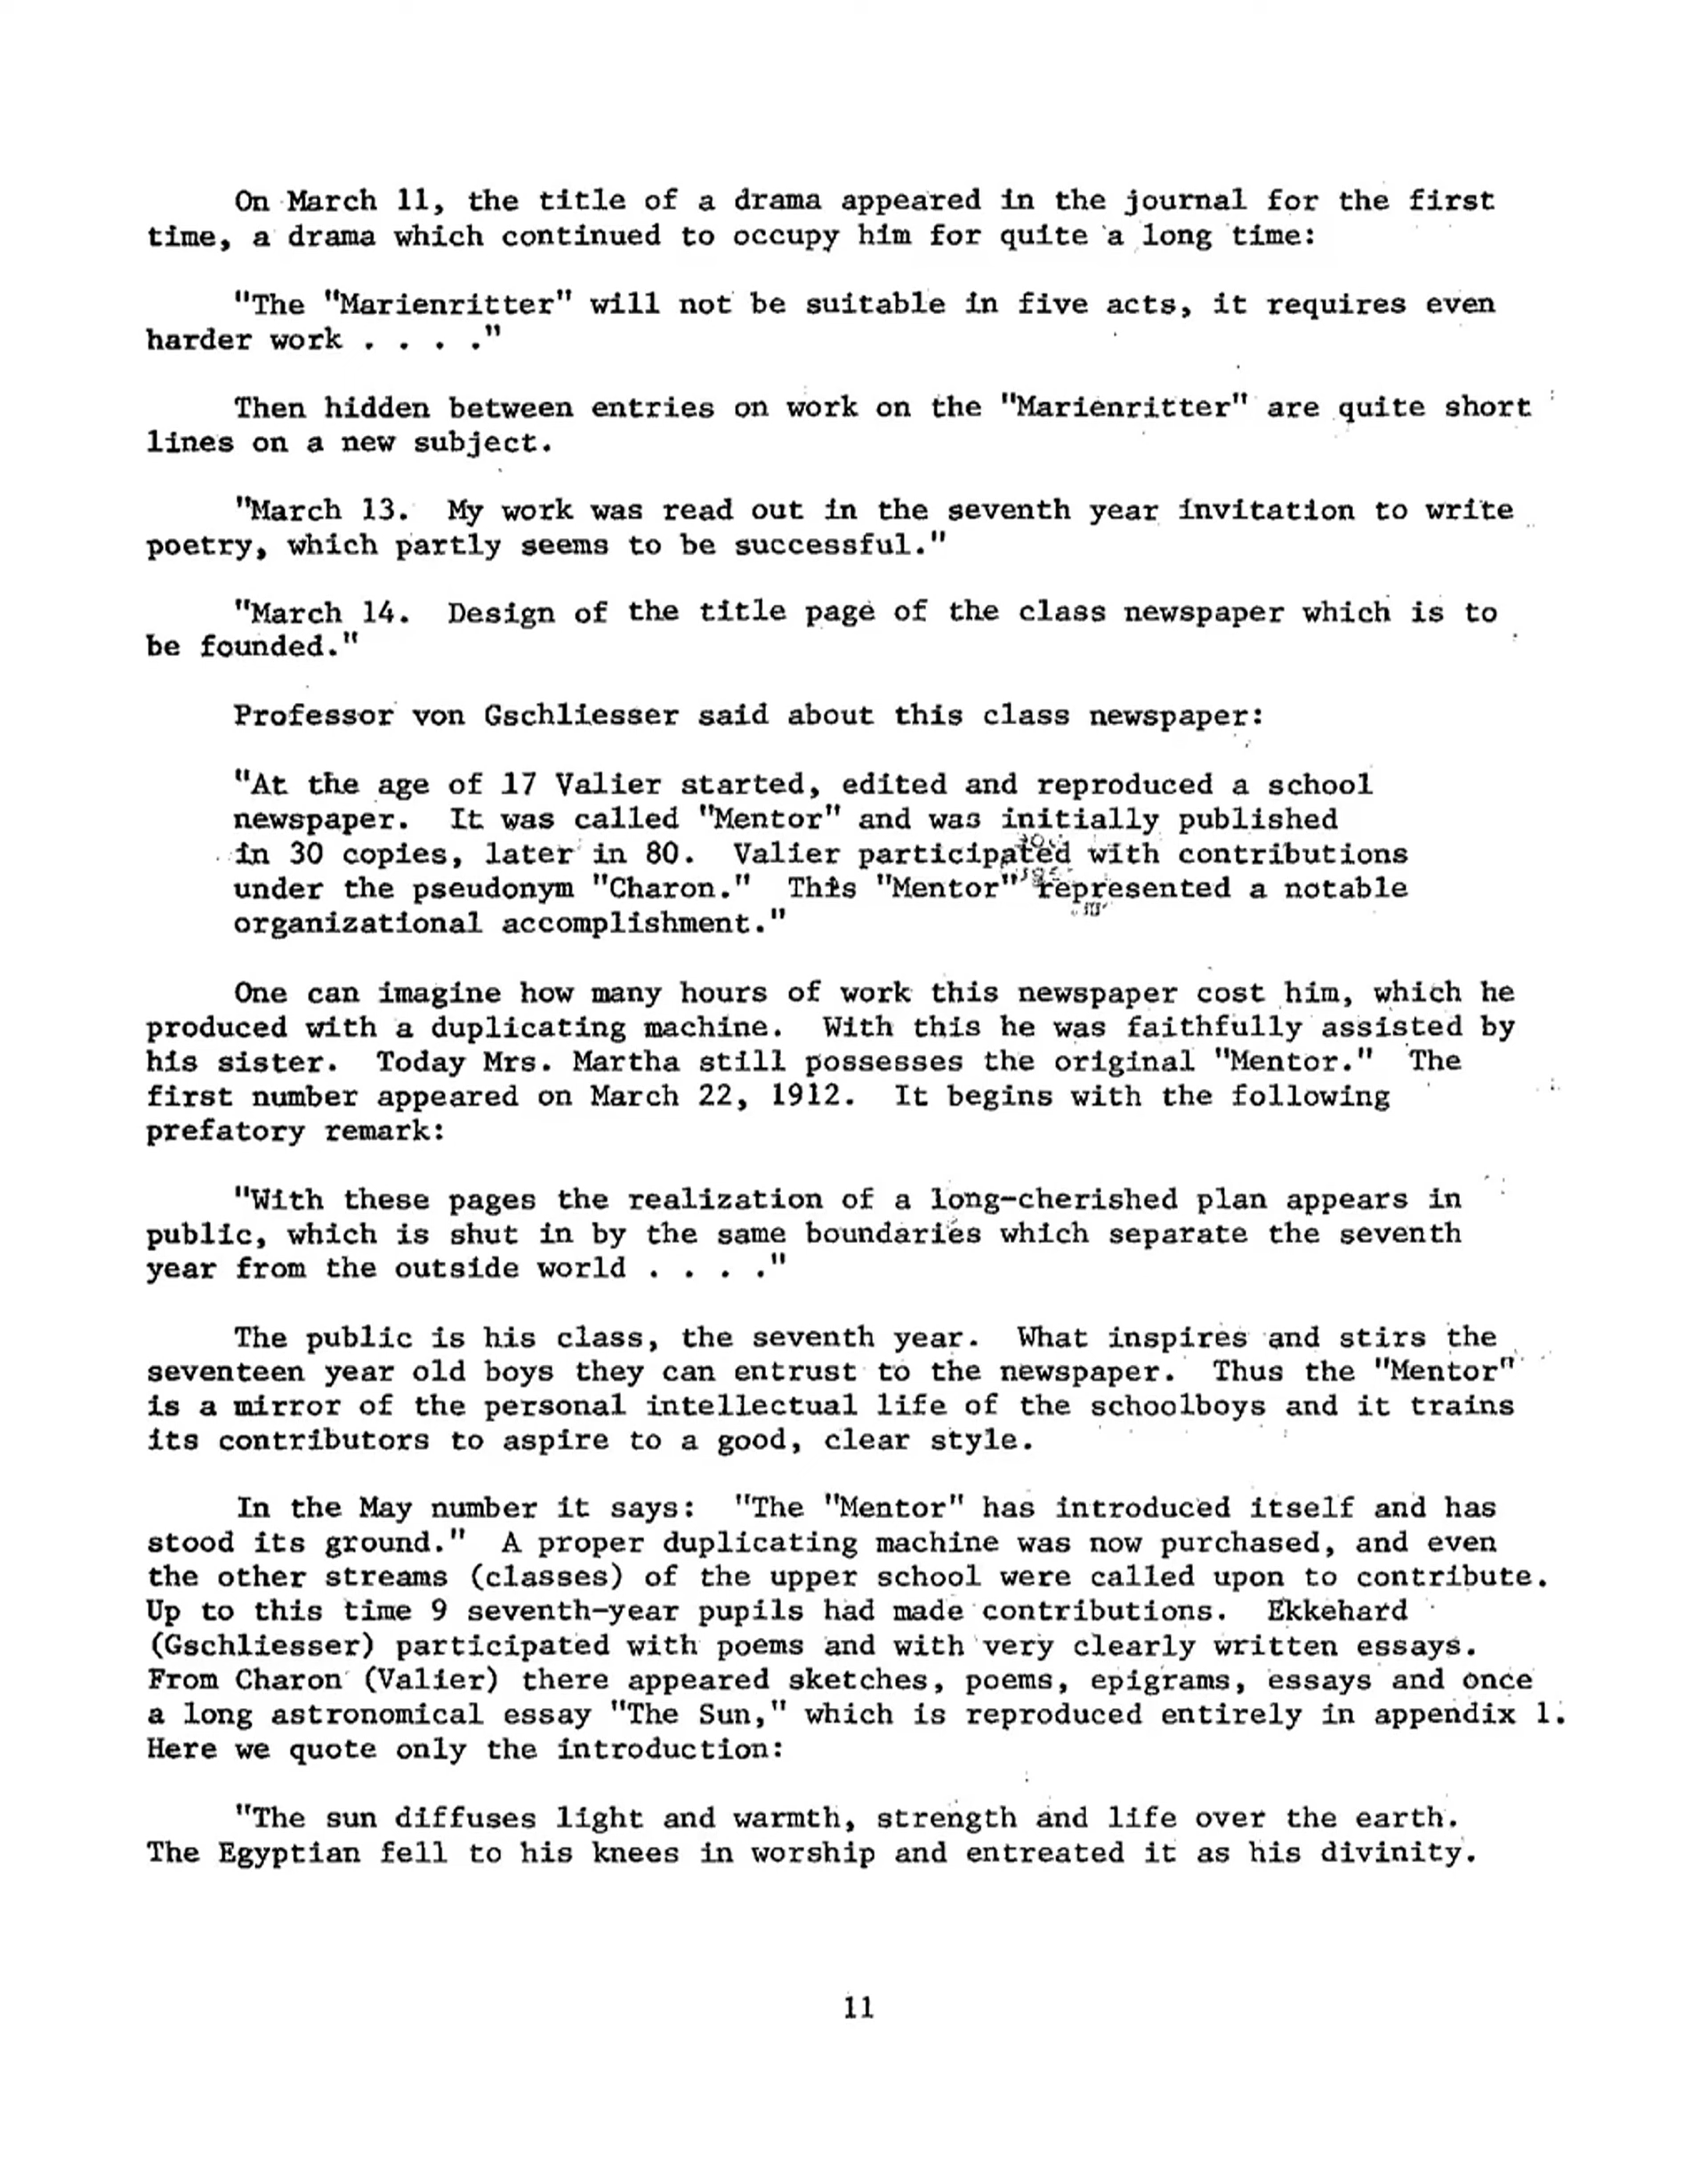 On March 11, the title of a drama appeared in the journal for the first
time, a drama which continued to occupy him for quite a long time:
"The "Marienritter" will not be suitable in five acts, it requires even
harder work . . . ."
Then hidden between entries on work on the "Marienritter" are quite short
lines on a new subject.
"March 13. My work was read out in the seventh year invitation to write
poetry, which partly seems to be successful."
"March 14. Design of the title page of the class newspaper which is to
be founded."
Professor von Gschliesser said about this class newspaper:
"At the age of 17 Valier started, edited and reproduced a school
newspaper. It was called "Mentor" and was initially published
in 30 copies, later in 80. Valier participated with contributions
under the pseudonym "Charon." This "Mentor" represented a notable
organizational accomplishment."
One can imagine how many hours of work this newspaper cost him, which he
produced with a duplicating machine. With this he was faithfully assisted by
his sister. Today Mrs. Martha still possesses the original "Mentor." The
first number appeared on March 22, 1912. It begins with the following
prefatory remark:
"With these pages the realization of a long-cherished plan appears in
public, which is shut in by the same boundaries which separate the seventh
year from the outside world . . . ."
The public is his class, the seventh year. What inspires and stirs the
seventeen year old boys they can entrust to the newspaper. Thus the "Mentor"
is a mirror of the personal intellectual life of the schoolboys and it trains
its contributors to aspire to a good, clear style.
In the May number it says: "The "Mentor" has introduced itself and has
stood its ground." A proper duplicating machine was now purchased, and even
the other streams (classes) of the upper school were called upon to contribute.
Up to this time 9 seventh-year pupils had made contributions. Ekkehard
(Gschliesser) participated with poems and with very clearly written essays.
From Charon (Valier) there appeared sketches, poems, epigrams, essays and once
a long astronomical essay "The Sun," which is reproduced entirely in appendix 1.
Here we quote only the introduction:
"The sun diffuses light and warmth, strength and life over the earth.
The Egyptian fell to his knees in worship and entreated it as his divinity.
11